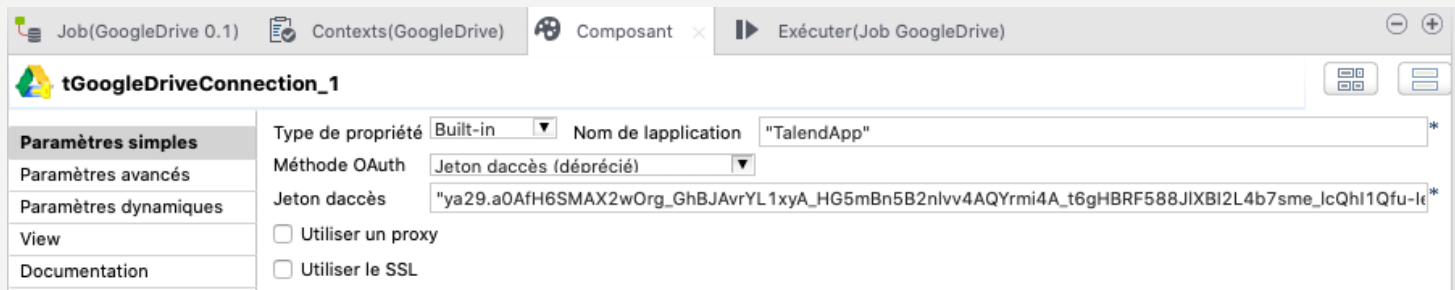 Job(GoogleDrive 0.1) Contexts(GoogleDrive) Composant Exécuter(Job GoogleDrive)
tGoogleDriveConnection_1
Paramètres simples
Paramètres avancés
Paramètres dynamiques
View
Documentation
Type de propriété Built-in Nom de lapplication "TalendApp" *
Méthode OAuth Jeton daccès (déprécié)
Jeton daccès *
Utiliser un proxy
Utiliser le SSL